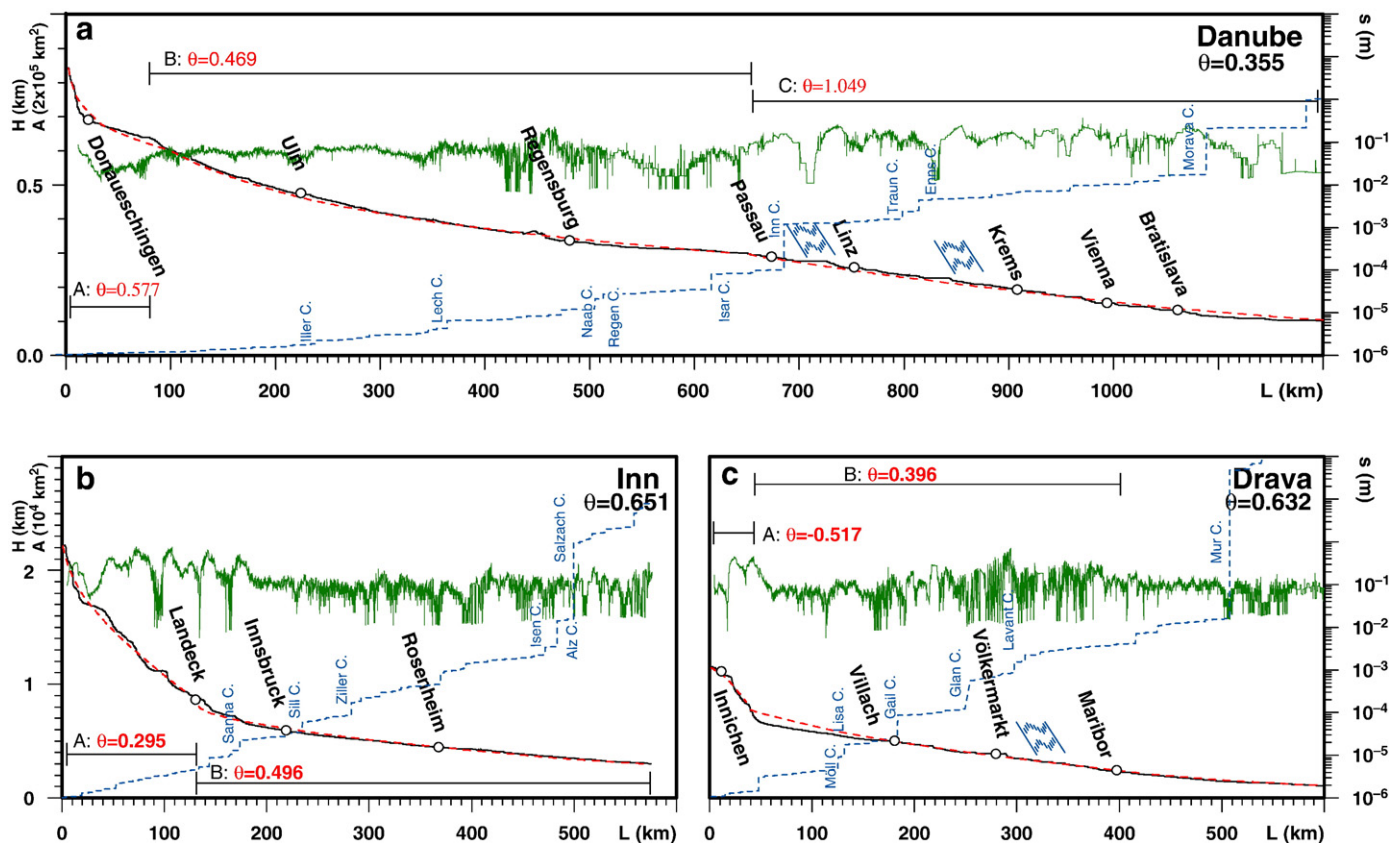 a
Danube
θ=0.355
B: θ=0.469
C: θ=1.049
A: θ=0.577
H (km)
A (2x10⁵ km²)
s (m)
0.5
0.0
10⁻¹
10⁻²
10⁻³
10⁻⁴
10⁻⁵
10⁻⁶
Donaueschingen
Ulm
Regensburg
Passau
Linz
Krems
Vienna
Bratislava
Iller C.
Lech C.
Naab C.
Regen C.
Isar C.
Inn C.
Traun C.
Enns C.
Morava C.
0 100 200 300 400 500 600 700 800 900 1000 L (km)
b
Inn
θ=0.651
H (km)
A (10⁴ km²)
2
1
0
Landeck
Innsbruck
Rosenheim
Sanna C.
Sill C.
Ziller C.
Isen C.
Alz C.
Salzach C.
A: θ=0.295
B: θ=0.496
0 100 200 300 400 500 L (km)
c
Drava
θ=0.632
B: θ=0.396
A: θ=-0.517
s (m)
10⁻¹
10⁻²
10⁻³
10⁻⁴
10⁻⁵
10⁻⁶
Innichen
Villach
Völkermarkt
Maribor
Möll C.
Lisa C.
Gail C.
Glan C.
Lavant C.
Mur C.
0 100 200 300 400 500 L (km)